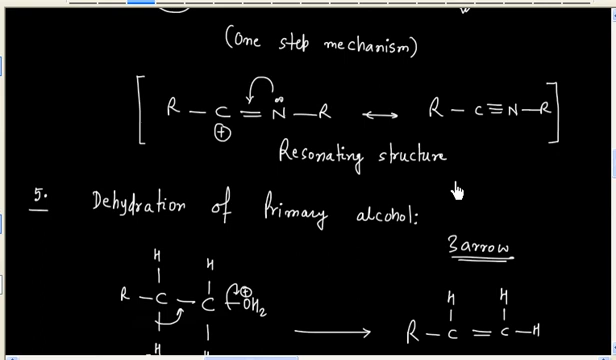 (One step mechanism)
[ R - C = N̈ - R ↔ R - C ≡ N - R ]
⊕
Resonating structure
5. Dehydration of Primary alcohol:
3 arrow
H H H H
R - C - C - OH₂ ⊕ → R - C = C - H
H H